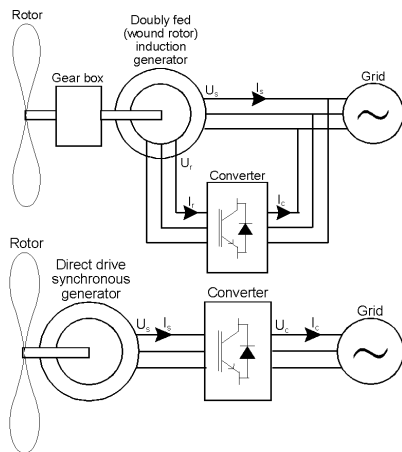 Rotor
Doubly fed
(wound rotor)
induction
generator
Gear box
Us
Is
Grid
Ur
Converter
Ir
Ic
Rotor
Direct drive
synchronous
generator
Converter
Us
Is
Uc
Ic
Grid